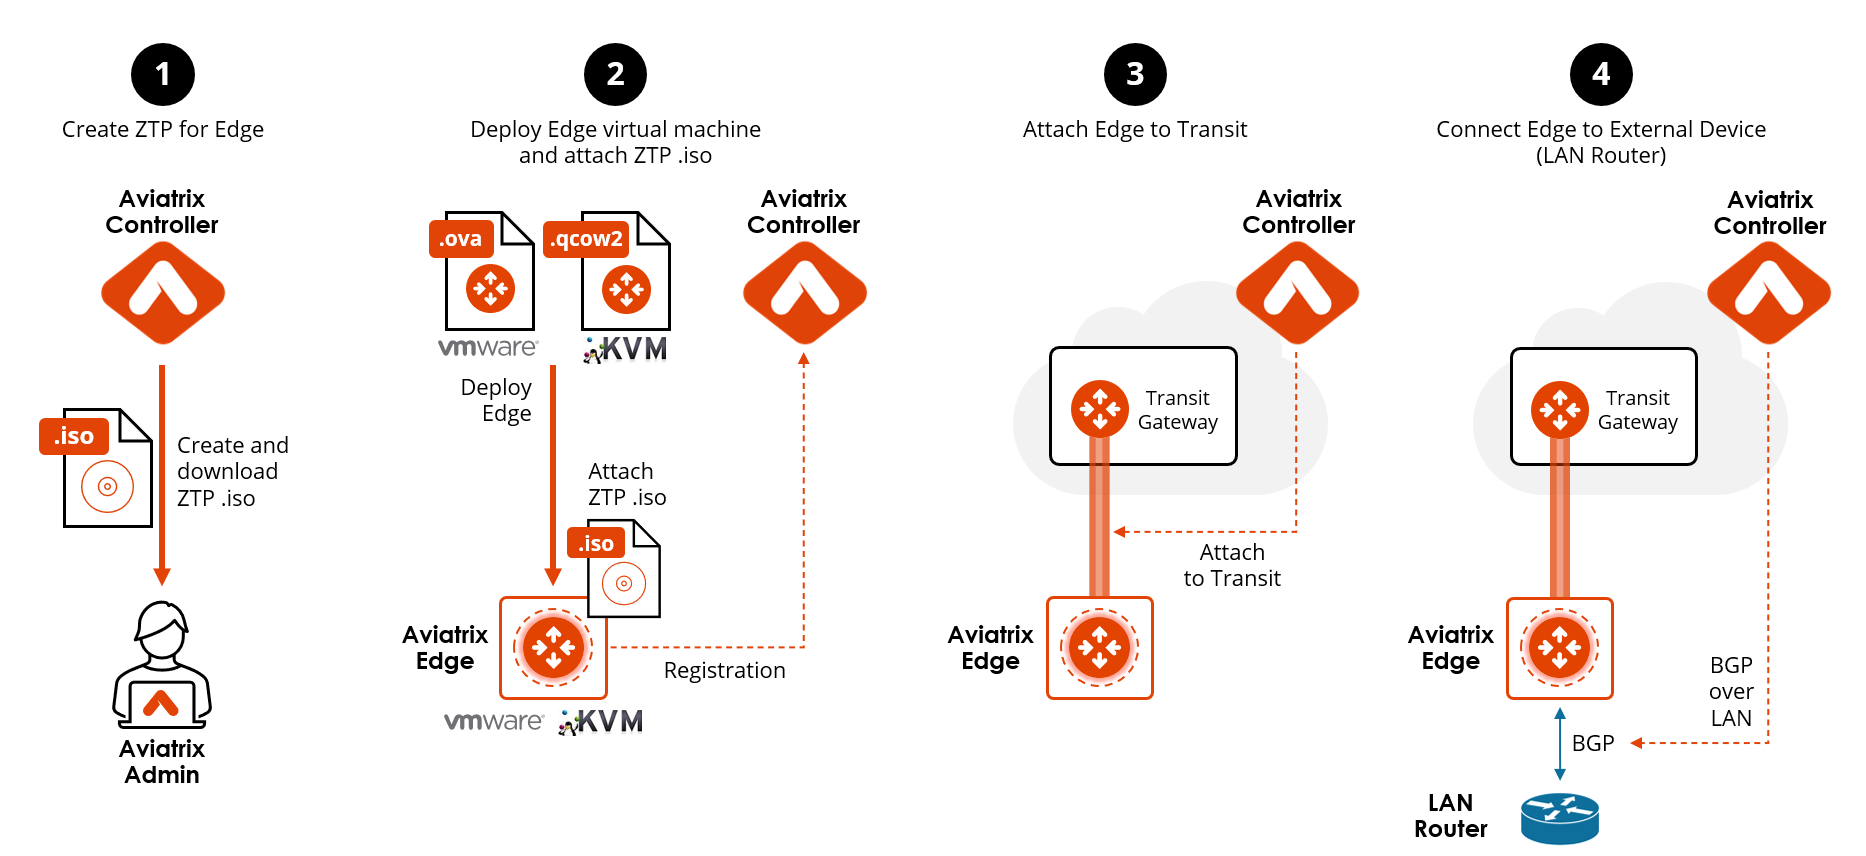 1
Create ZTP for Edge
Aviatrix
Controller
.iso
Create and
download
ZTP .iso
Aviatrix
Admin
2
Deploy Edge virtual machine
and attach ZTP .iso
.ova
.qcow2
vmware
KVM
Aviatrix
Controller
Deploy
Edge
Attach
ZTP .iso
.iso
Aviatrix
Edge
Registration
vmware
KVM
3
Attach Edge to Transit
Aviatrix
Controller
Transit
Gateway
Attach
to Transit
Aviatrix
Edge
4
Connect Edge to External Device
(LAN Router)
Aviatrix
Controller
Transit
Gateway
Aviatrix
Edge
BGP
over
LAN
BGP
LAN
Router